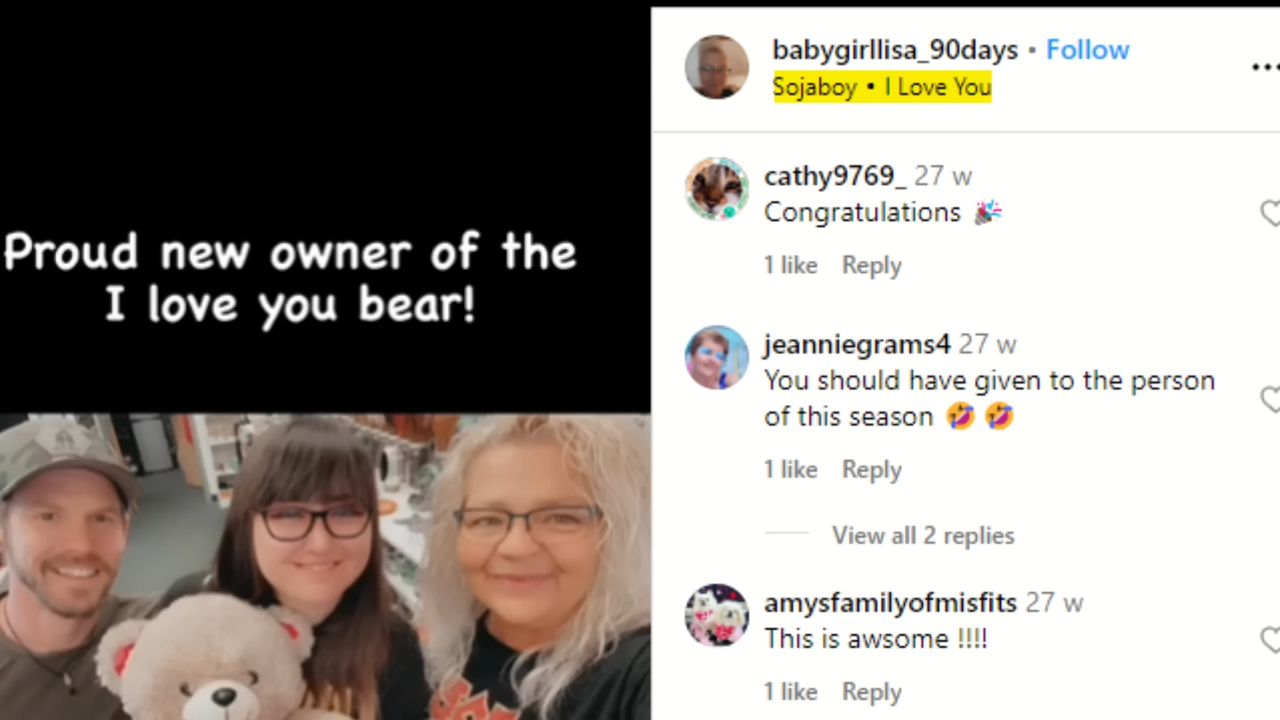 Proud new owner of the
I love you bear!
babygirllisa_90days • Follow
Sojaboy • I Love You
cathy9769_ 27 w
Congratulations 🎉
1 like Reply
jeanniegrams4 27 w
You should have given to the person
of this season 🤣 🤣
1 like Reply
View all 2 replies
amysfamilyofmisfits 27 w
This is awsome !!!!
1 like Reply